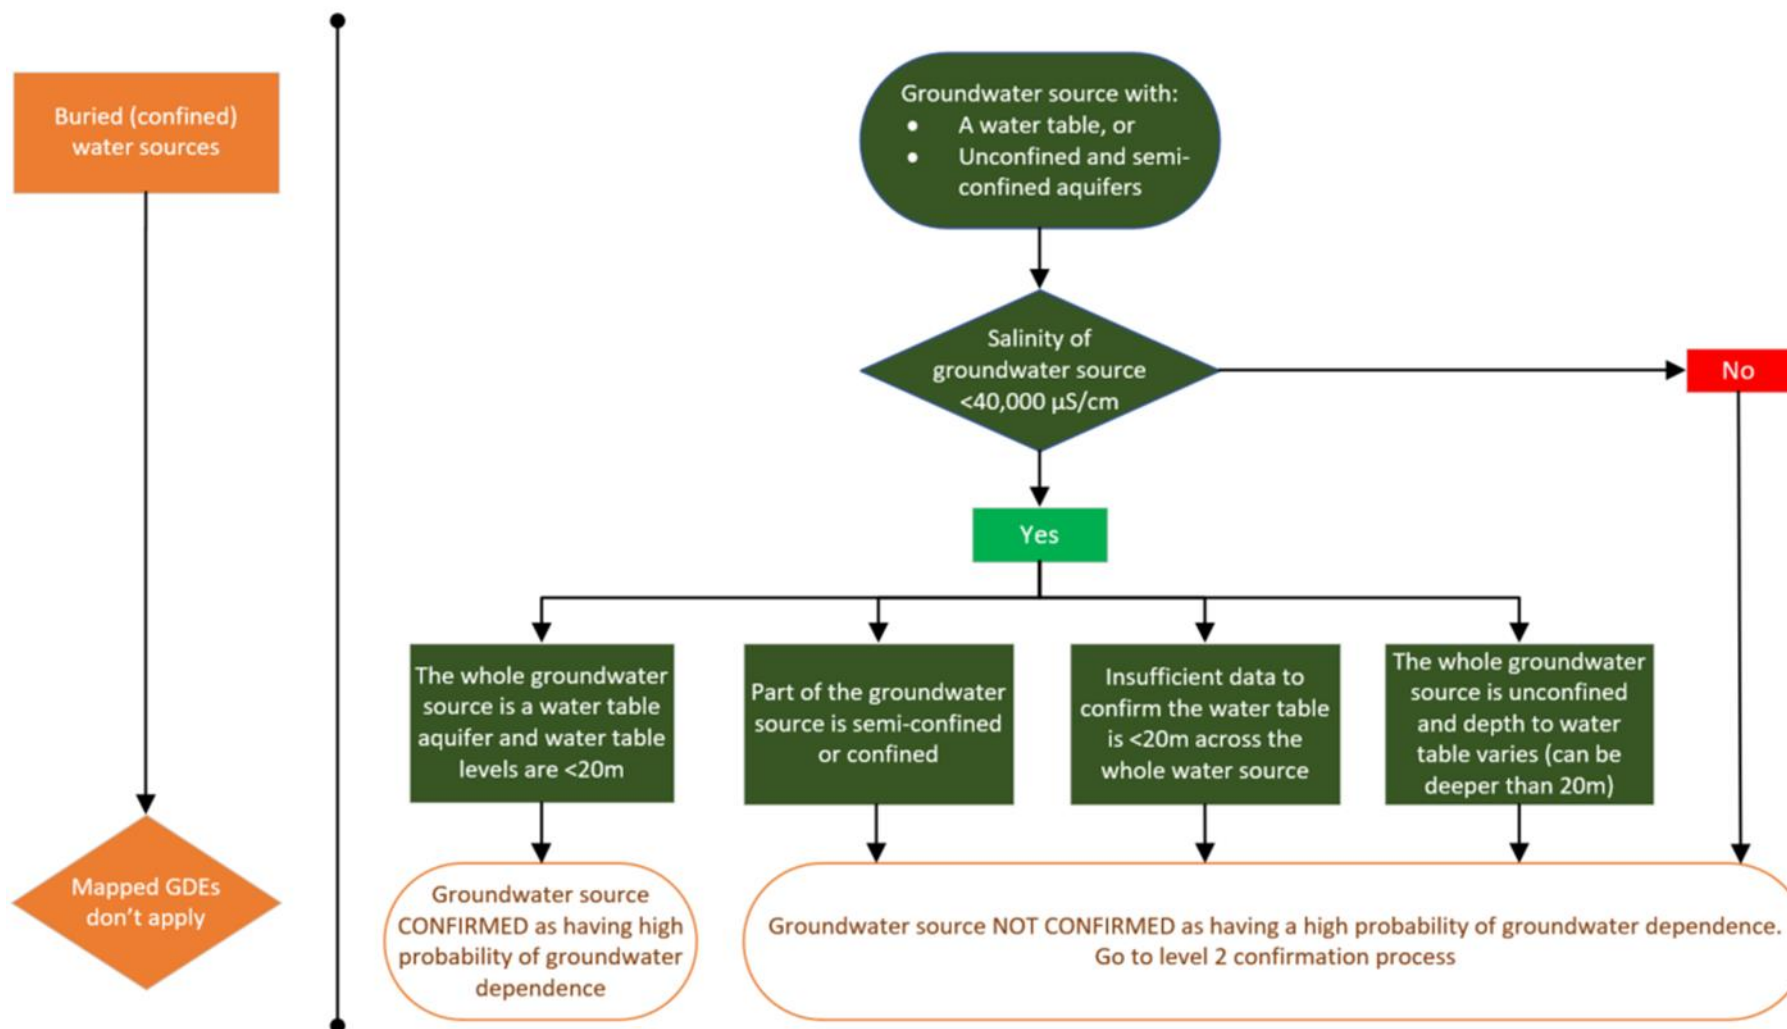 Buried (confined)
water sources
Mapped GDEs
don’t apply
Groundwater source with:
• A water table, or
• Unconfined and semi-
confined aquifers
Salinity of
groundwater source
<40,000 µS/cm
No
Yes
The whole groundwater
source is a water table
aquifer and water table
levels are <20m
Part of the groundwater
source is semi-confined
or confined
Insufficient data to
confirm the water table
is <20m across the
whole water source
The whole groundwater
source is unconfined
and depth to water
table varies (can be
deeper than 20m)
Groundwater source
CONFIRMED as having high
probability of groundwater
dependence
Groundwater source NOT CONFIRMED as having a high probability of groundwater dependence.
Go to level 2 confirmation process